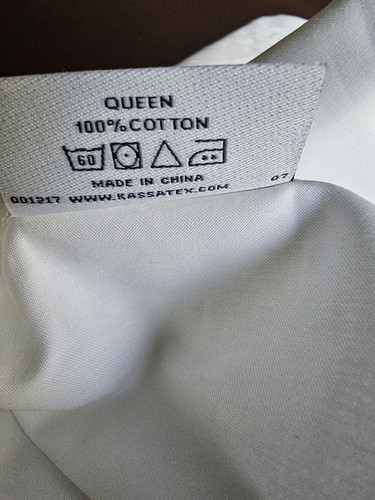 QUEEN
100%COTTON
60
MADE IN CHINA
001217 WWW.KASSATEX.COM 07